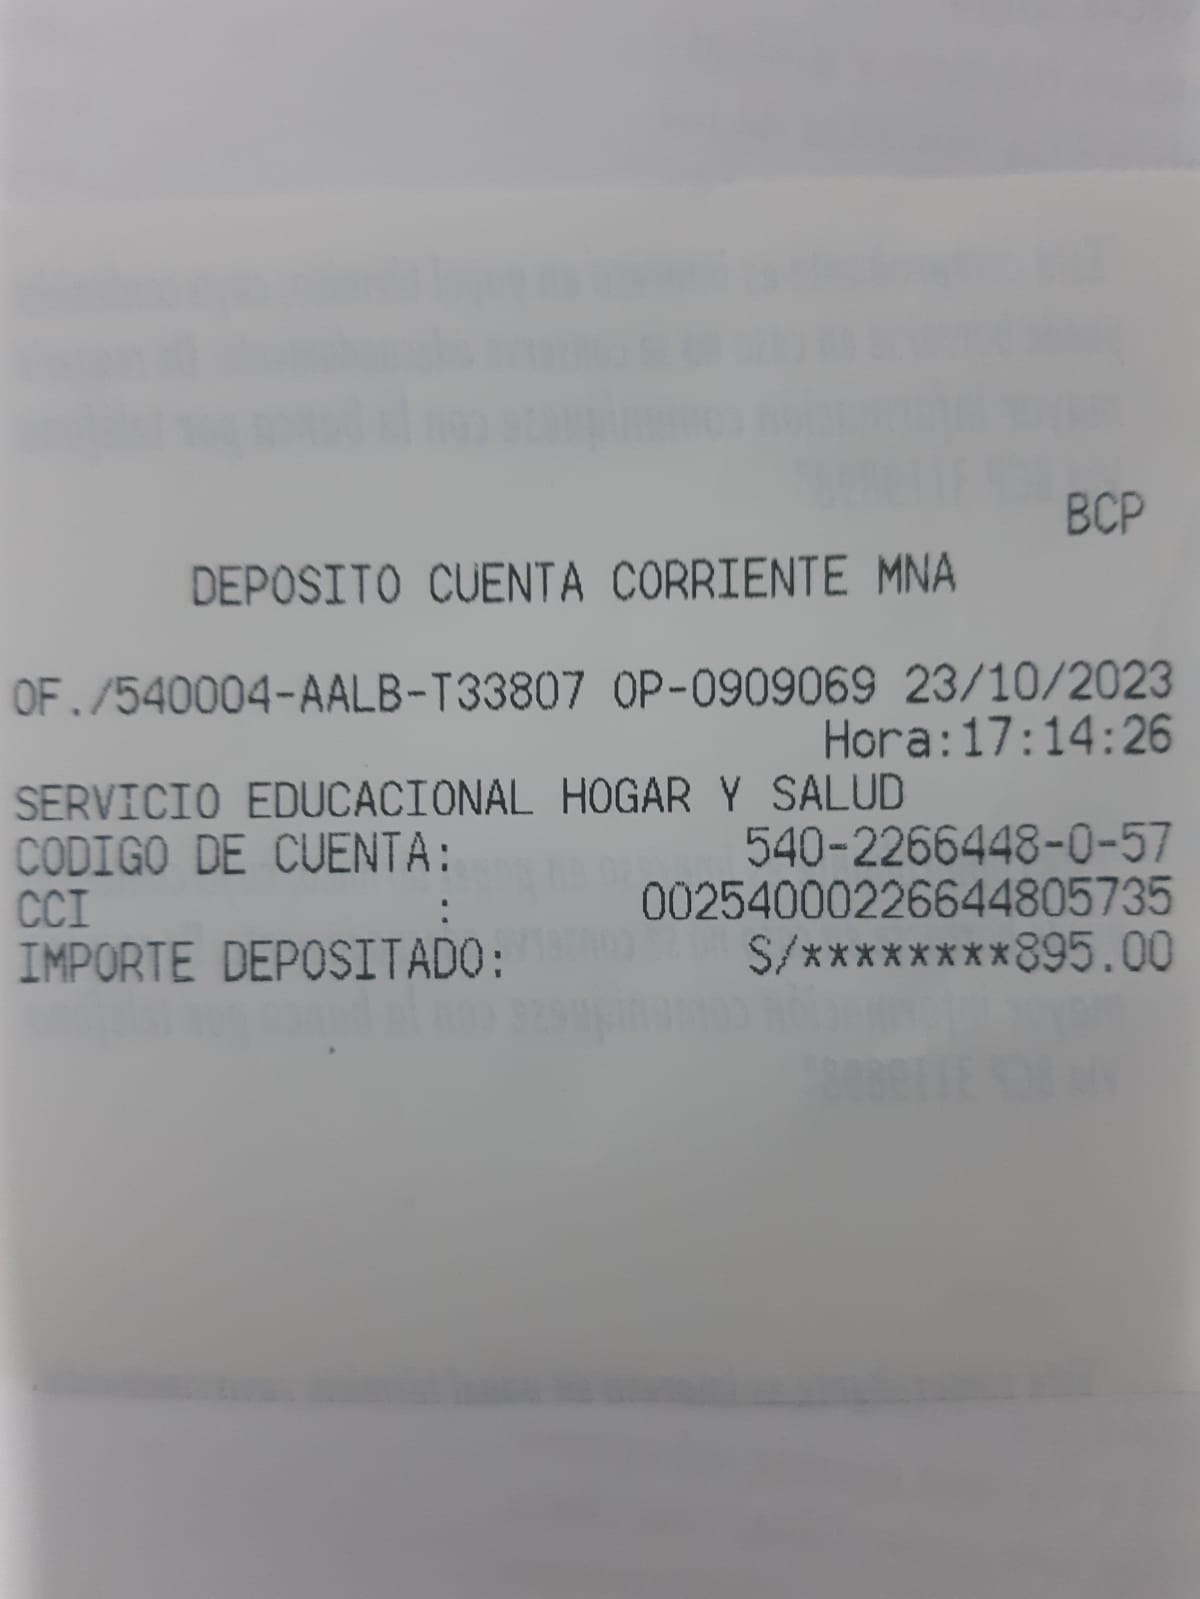 BCP
DEPOSITO CUENTA CORRIENTE MNA
OF./540004-AALB-T33807 OP-0909069 23/10/2023
Hora:17:14:26
SERVICIO EDUCACIONAL HOGAR Y SALUD
CODIGO DE CUENTA: 540-2266448-0-57
CCI : 00254000226644805735
IMPORTE DEPOSITADO: S/********895.00